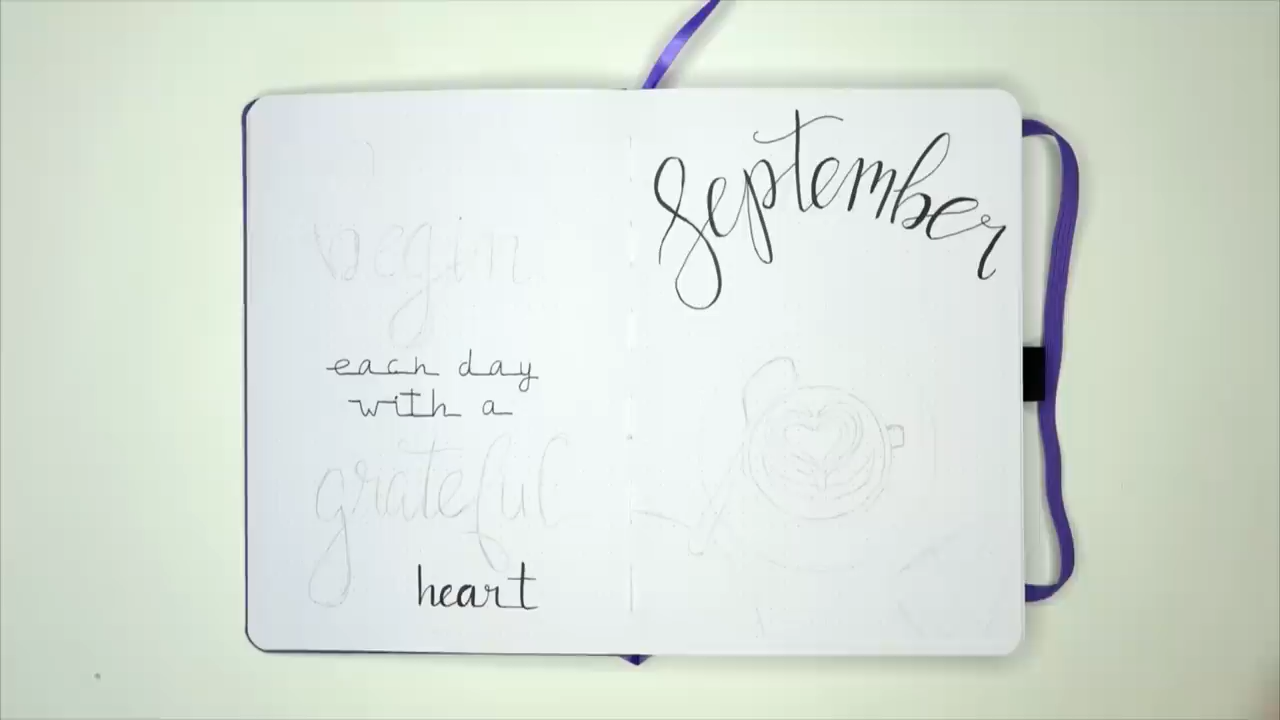 begin
each day
with a
grateful
heart
September